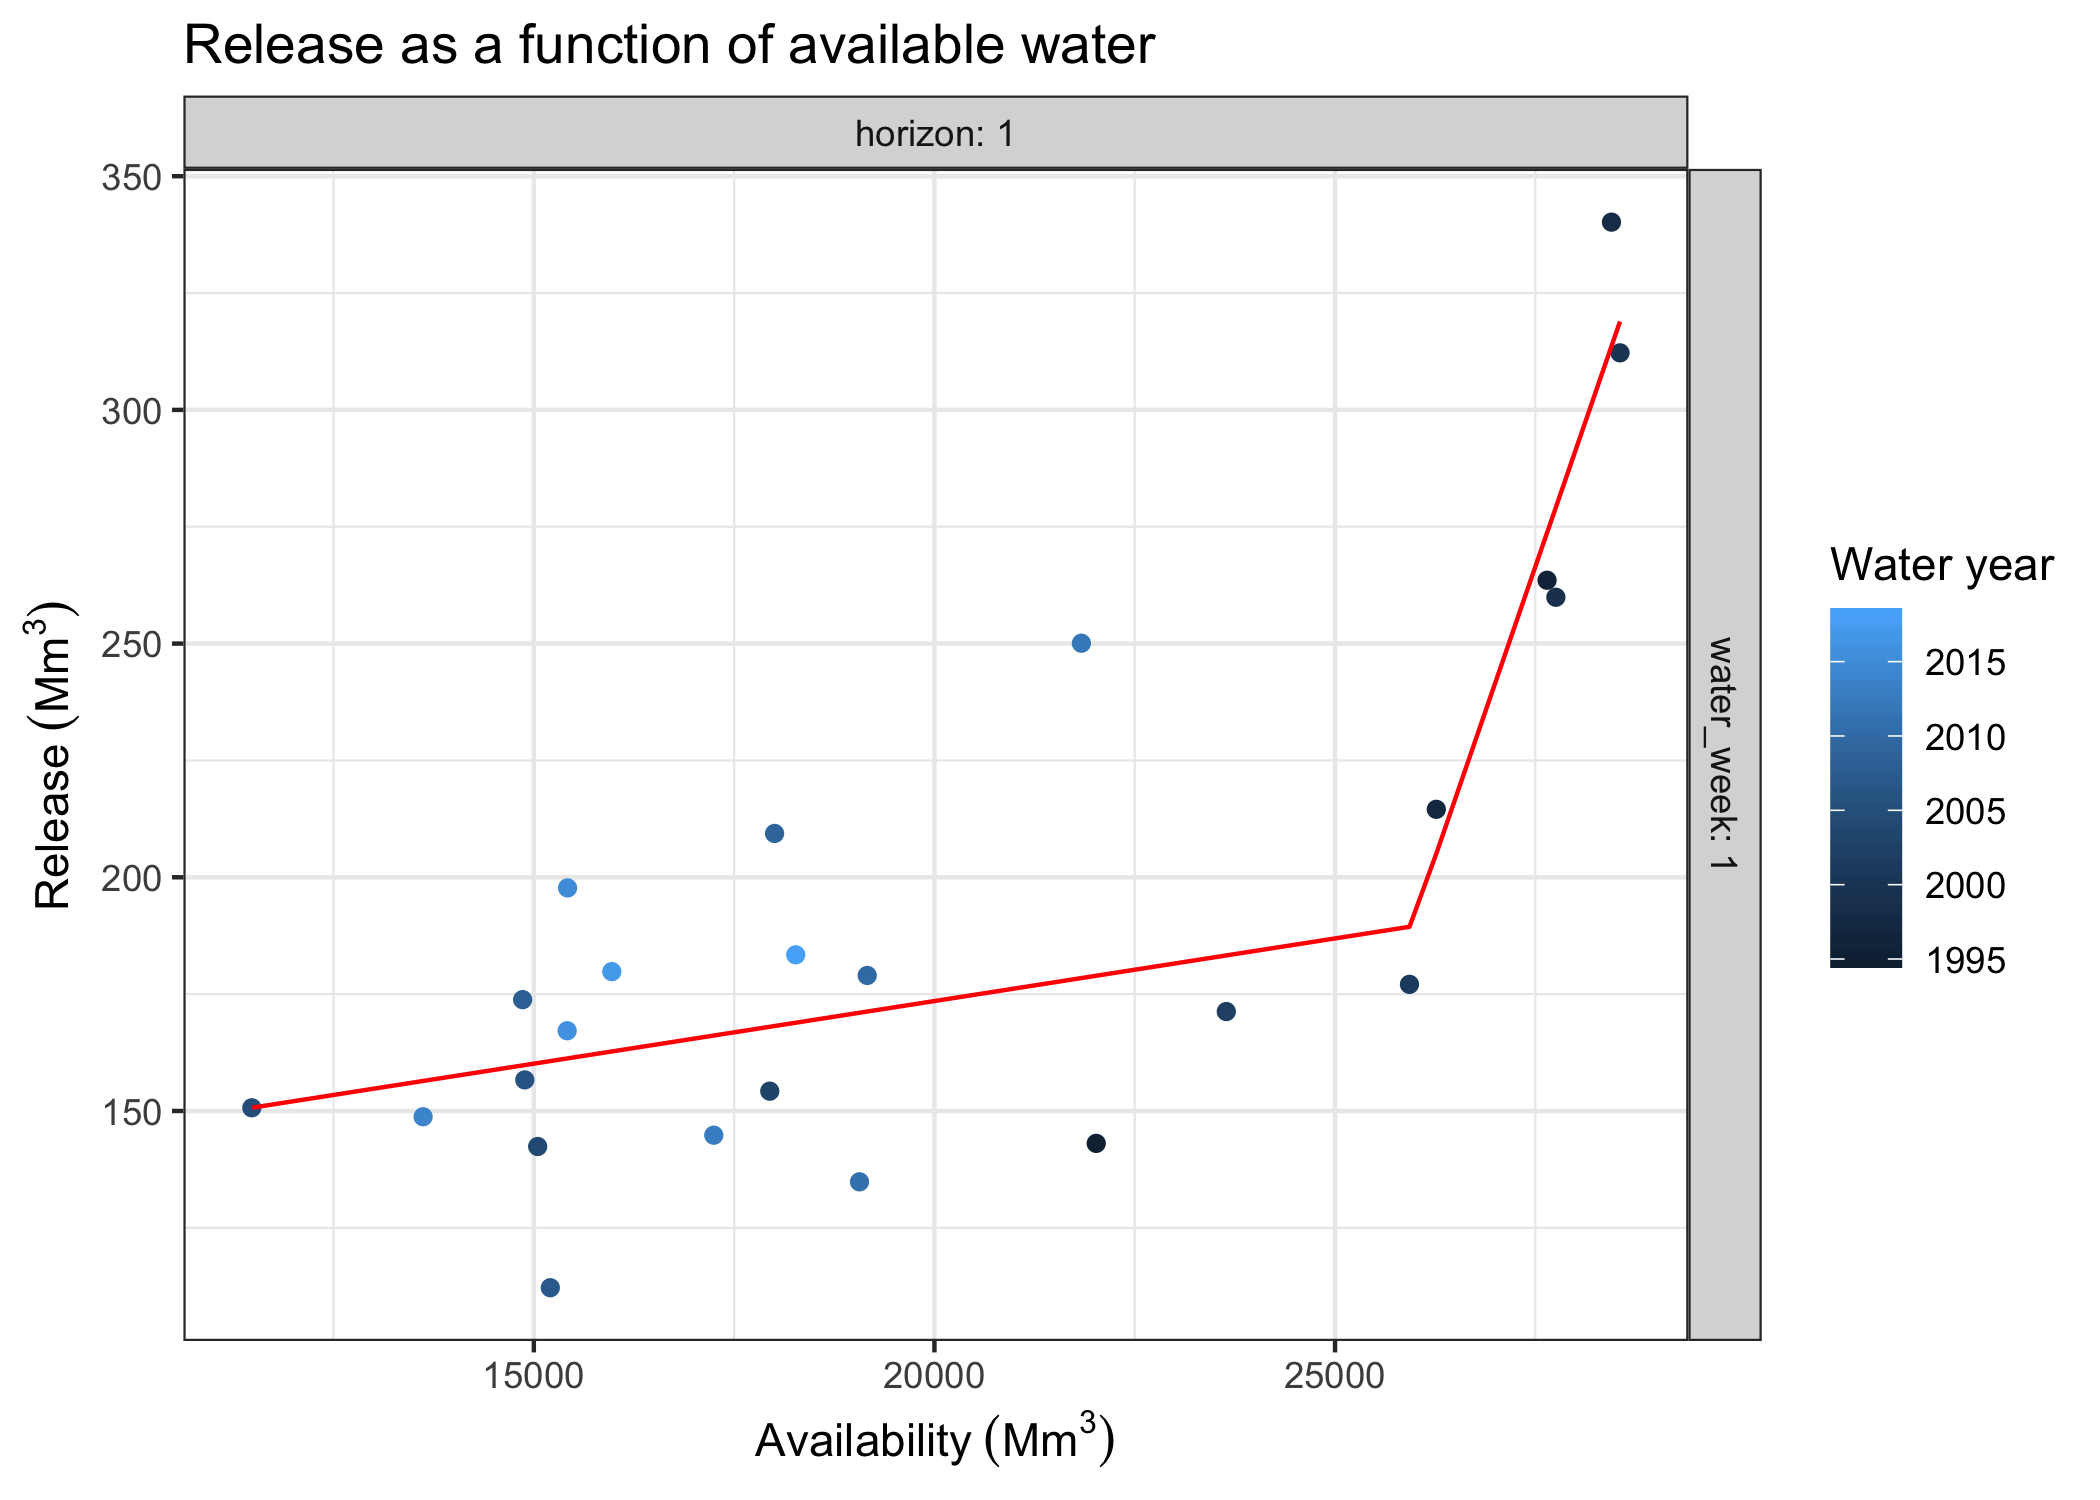 Release as a function of available water
horizon: 1
350
300
250
200
150
Release (Mm³)
water_week: 1
15000
20000
25000
Availability (Mm³)
Water year
2015
2010
2005
2000
1995